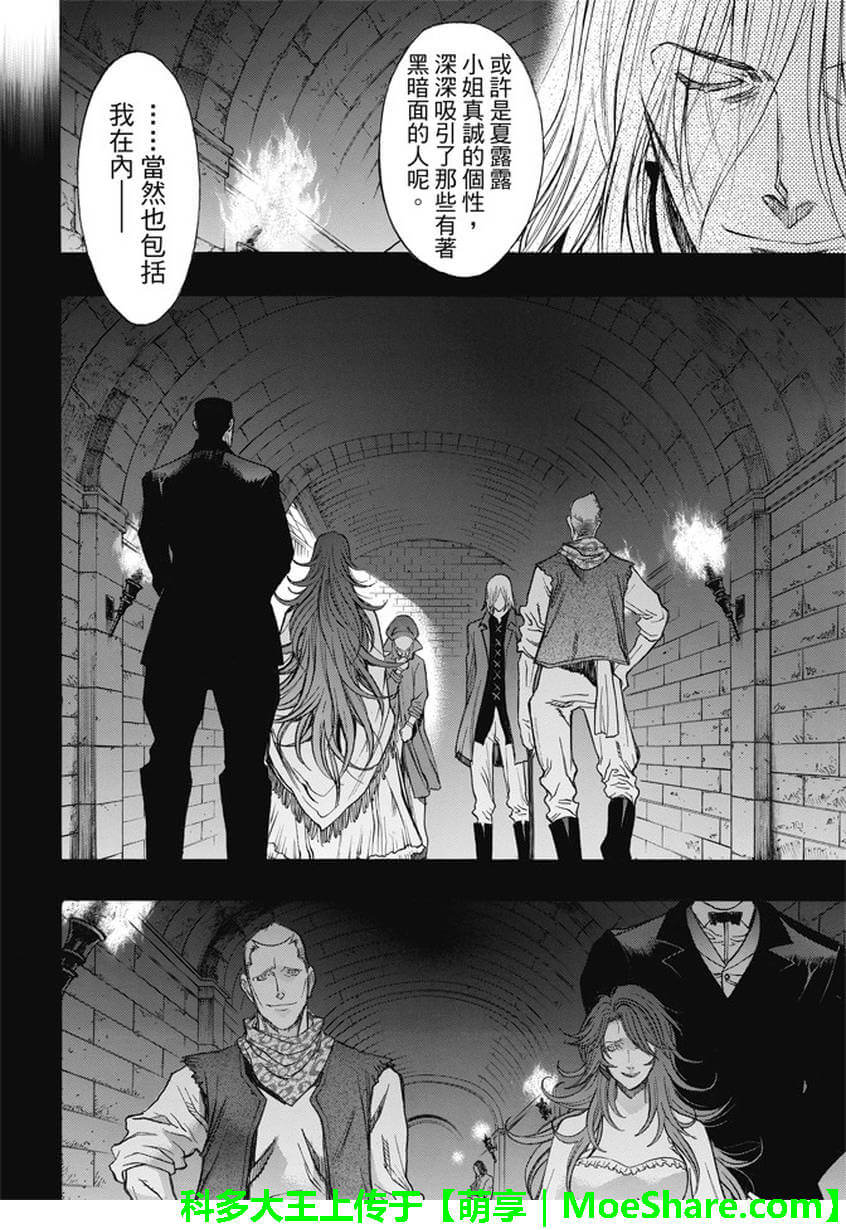 或許是夏露露
小姐真誠的個性，
深深吸引了那些有著
黑暗面的人呢。
……當然也包括
我在內——
科多大王上传于【萌享｜MoeShare.com】